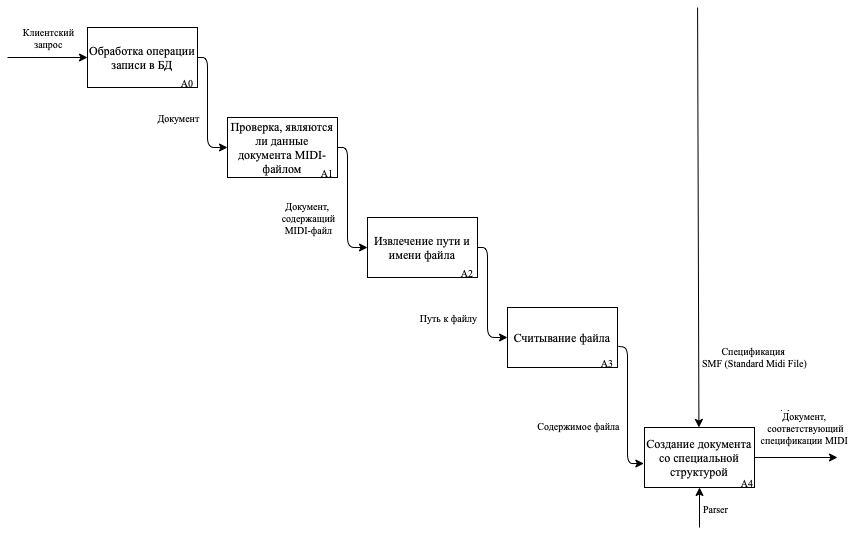 Клиентский
запрос
Обработка операции
записи в БД
A0
Документ
Проверка, являются
ли данные
документа MIDI-
файлом
A1
Документ,
содержащий
MIDI-файл
Извлечение пути и
имени файла
A2
Путь к файлу
Считывание файла
A3
Спецификация
SMF (Standard Midi File)
Содержимое файла
Создание документа
со специальной
структурой
A4
Документ,
соответствующий
спецификации MIDI
Parser